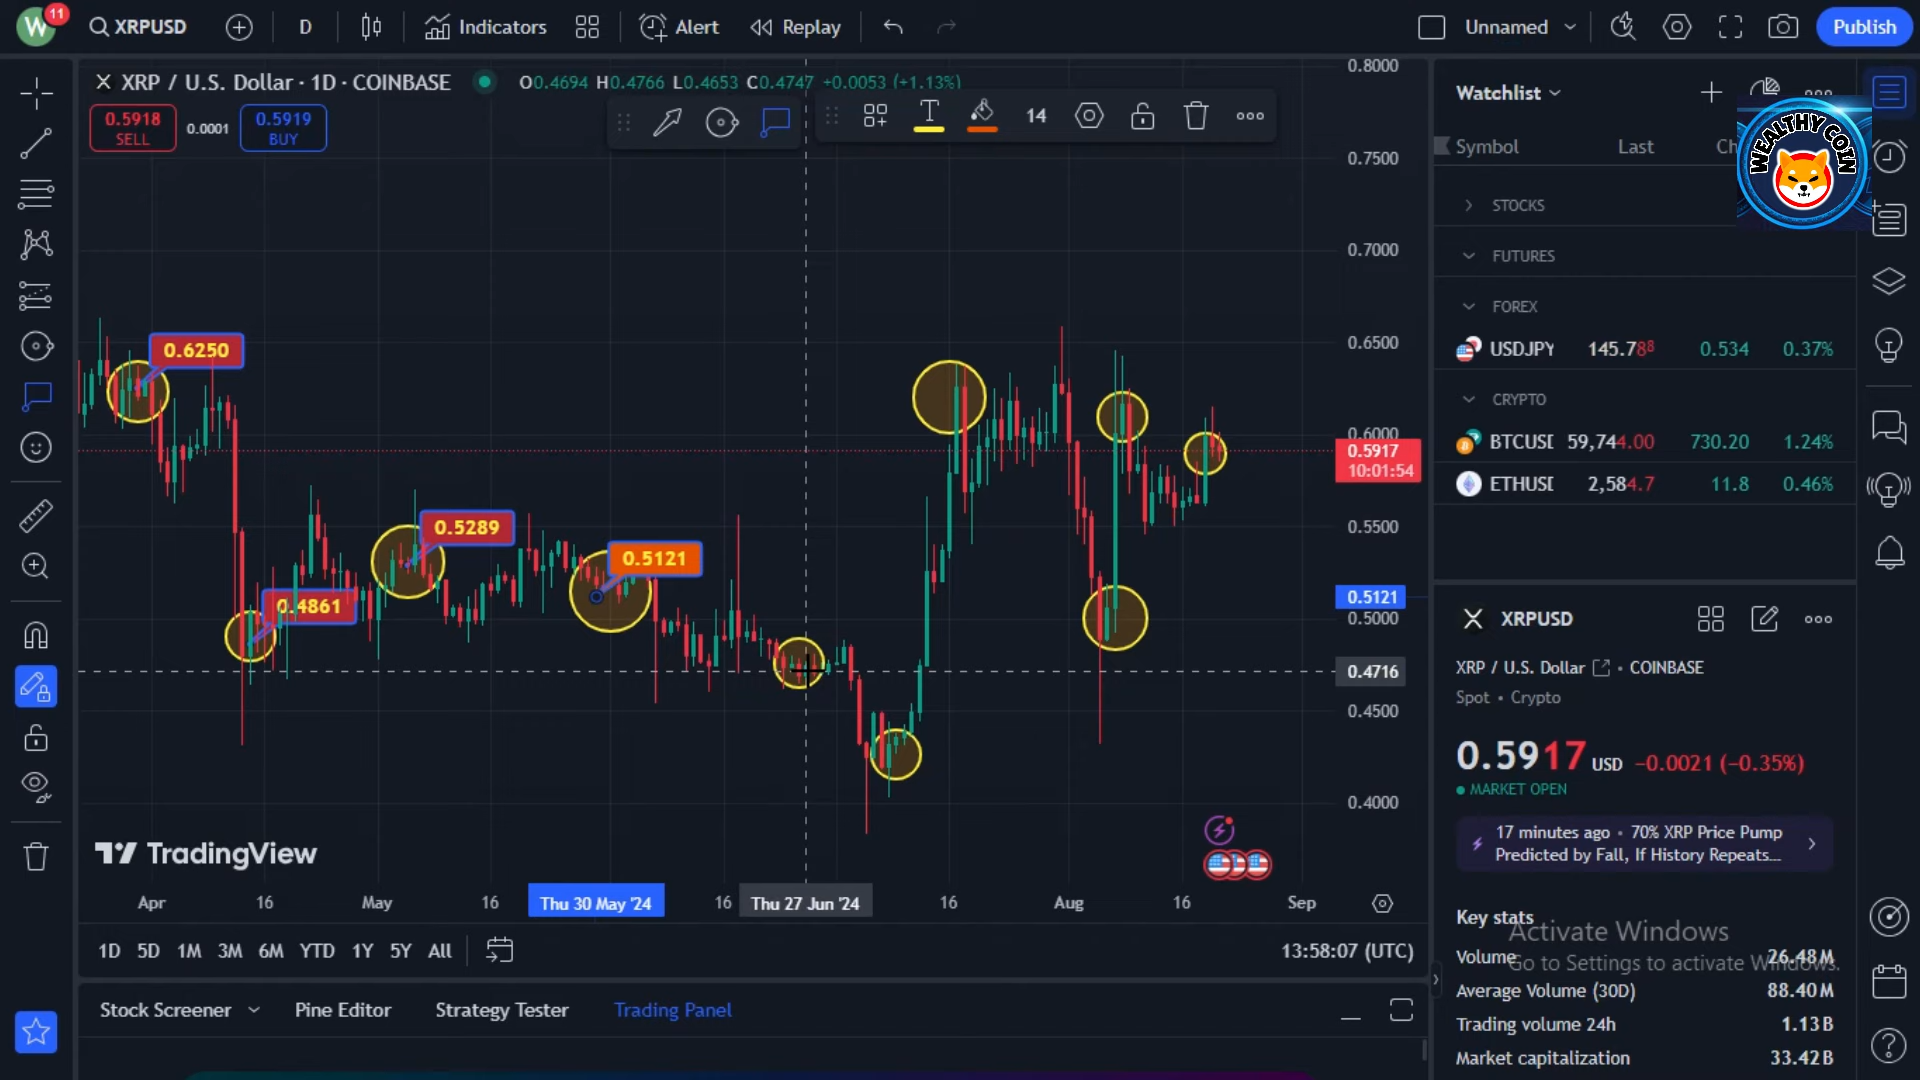 W 11 XRPUSD D Indicators Alert Replay Unnamed Publish
XRP / U.S. Dollar · 1D · COINBASE O0.4694 H0.4766 L0.4653 C0.4747 +0.0053 (+1.13%)
0.5918
SELL
0.0001
0.5919
BUY
T 14
0.8000
0.7500
0.7000
0.6500
0.6000
0.5917
10:01:54
0.5500
0.5121
0.5000
0.4716
0.4500
0.4000
0.6250
0.4861
0.5289
0.5121
TradingView
Apr 16 May 16 Thu 30 May '24 16 Thu 27 Jun '24 16 Aug 16 Sep
1D 5D 1M 3M 6M YTD 1Y 5Y All 13:58:07 (UTC)
Stock Screener Pine Editor Strategy Tester Trading Panel
Watchlist
WEALTHY COIN
Symbol Last Ch
STOCKS
FUTURES
FOREX
USDJPY 145.788 0.534 0.37%
CRYPTO
BTCUSD 59,744.00 730.20 1.24%
ETHUSD 2,584.7 11.8 0.46%
XRPUSD
XRP / U.S. Dollar • COINBASE
Spot • Crypto
0.5917 USD −0.0021 (−0.35%)
MARKET OPEN
17 minutes ago • 70% XRP Price Pump
Predicted by Fall, If History Repeats...
Key stats
Activate Windows
Go to Settings to activate Windows.
Volume 26.48M
Average Volume (30D) 88.40M
Trading volume 24h 1.13B
Market capitalization 33.42B